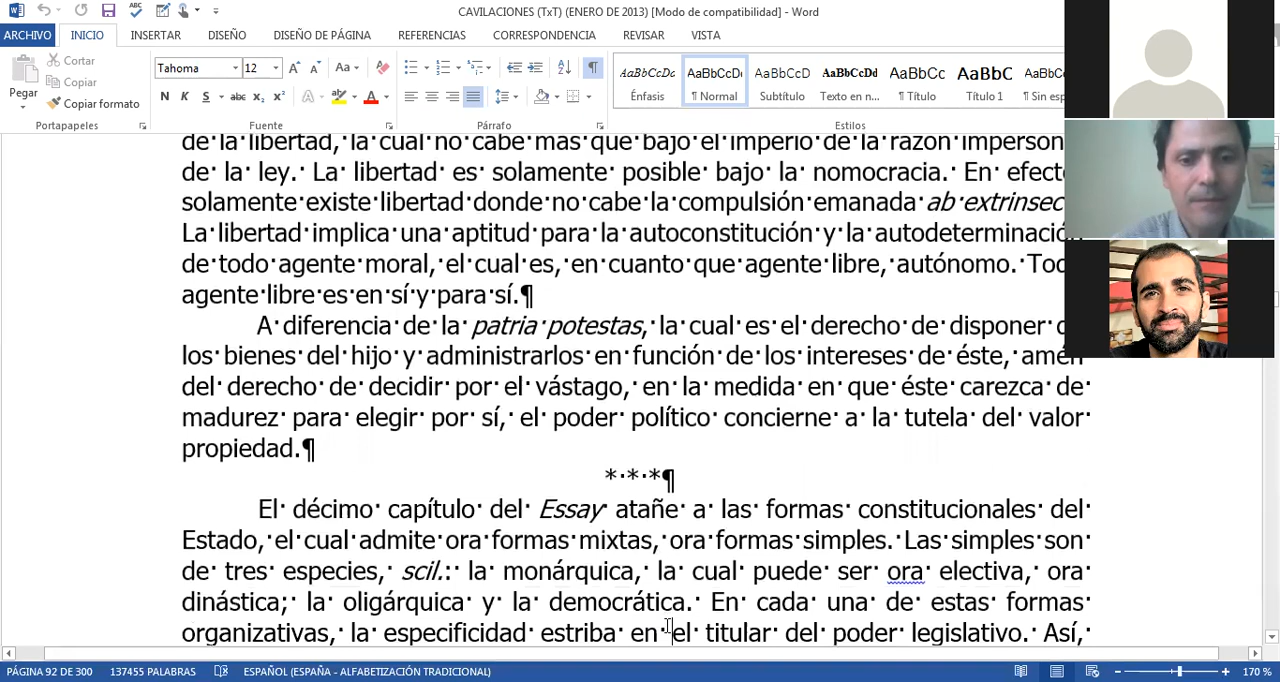 CAVILACIONES (TxT) (ENERO DE 2013) [Modo de compatibilidad] - Word
ARCHIVO INICIO INSERTAR DISEÑO DISEÑO DE PÁGINA REFERENCIAS CORRESPONDENCIA REVISAR VISTA
Pegar
Cortar
Copiar
Copiar formato
Portapapeles
Tahoma 12
Fuente
Párrafo
AaBbCcDc AaBbCcDc AaBbCcD AaBbCcDd AaBbCc AaBbC AaBbCc
Énfasis ¶ Normal Subtítulo Texto en n... ¶ Título Título 1 ¶ Sin esp
Estilos
de la libertad, la cual no cabe más que bajo el imperio de la razón
de la ley. La libertad es solamente posible bajo la nomocracia. En
solamente existe libertad donde no cabe la compulsión emanada ab
La libertad implica una aptitud para la autoconstitución y la autodeterminación
de todo agente moral, el cual es, en cuanto que agente libre, autónomo.
agente libre es en sí y para sí.¶
A diferencia de la patria potestas, la cual es el derecho de disponer
los bienes del hijo y administrarlos en función de los intereses de éste, amén
del derecho de decidir por el vástago, en la medida en que éste carezca de
madurez para elegir por sí, el poder político concierne a la tutela del valor
propiedad.¶
* * *¶
El décimo capítulo del Essay atañe a las formas constitucionales del
Estado, el cual admite ora formas mixtas, ora formas simples. Las simples son
de tres especies, scil.: la monárquica, la cual puede ser ora electiva, ora
dinástica; la oligárquica y la democrática. En cada una de estas formas
organizativas, la especificidad estriba en el titular del poder legislativo. Así,
PÁGINA 92 DE 300 137455 PALABRAS ESPAÑOL (ESPAÑA - ALFABETIZACIÓN TRADICIONAL) 170 %